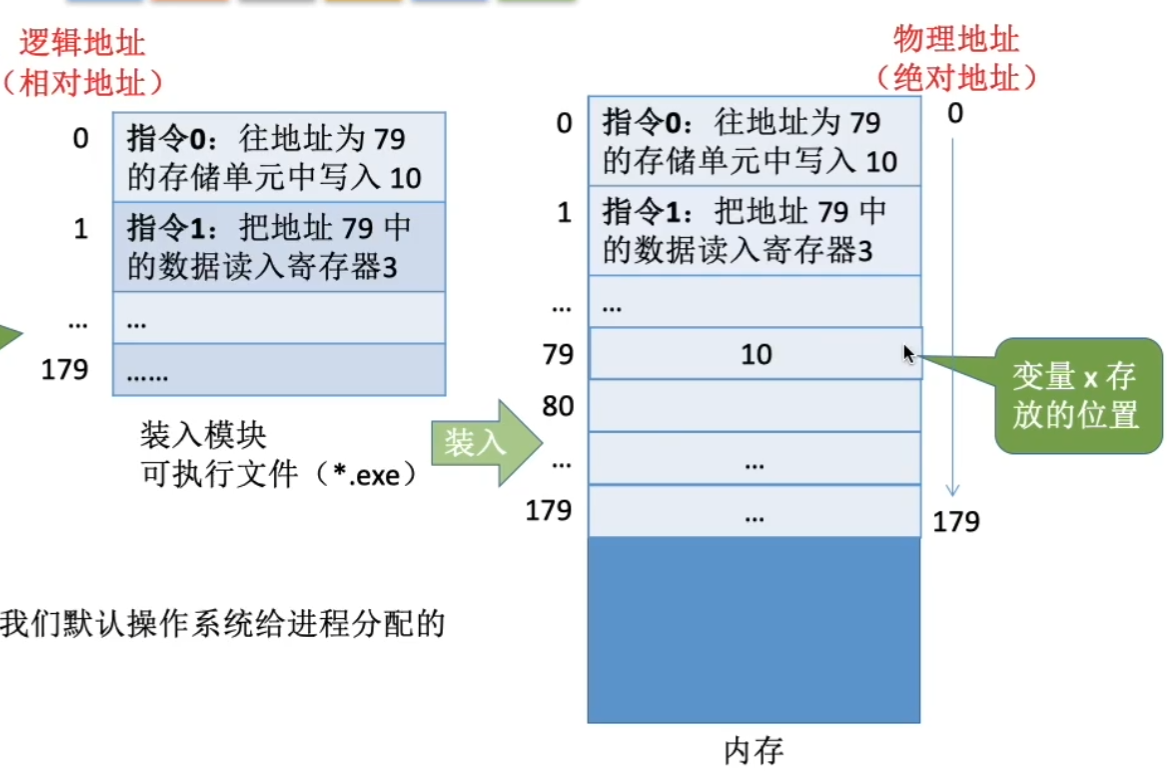 逻辑地址
（相对地址）
0
指令0：往地址为 79
的存储单元中写入 10
1
指令1：把地址 79 中
的数据读入寄存器3
...
...
179
......
装入模块
可执行文件（*.exe）
装入
我们默认操作系统给进程分配的
物理地址
（绝对地址）
0
指令0：往地址为 79
的存储单元中写入 10
0
1
指令1：把地址 79 中
的数据读入寄存器3
...
...
79
10
变量 x 存
放的位置
80
...
...
179
...
179
内存